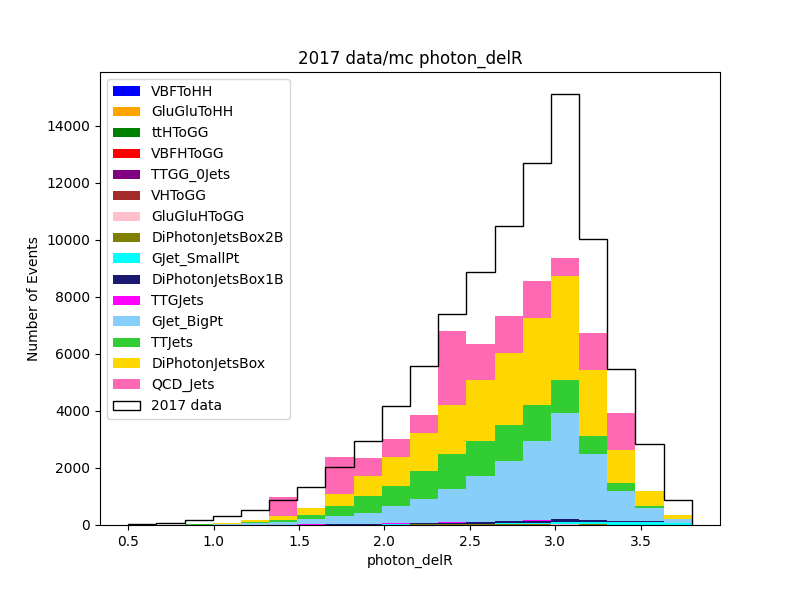 2017 data/mc photon_delR
VBFToHH
GluGluToHH
ttHToGG
VBFHToGG
TTGG_0Jets
VHToGG
GluGluHToGG
DiPhotonJetsBox2B
GJet_SmallPt
DiPhotonJetsBox1B
TTGJets
GJet_BigPt
TTJets
DiPhotonJetsBox
QCD_Jets
2017 data
Number of Events
14000
12000
10000
8000
6000
4000
2000
0
0.5 1.0 1.5 2.0 2.5 3.0 3.5
photon_delR